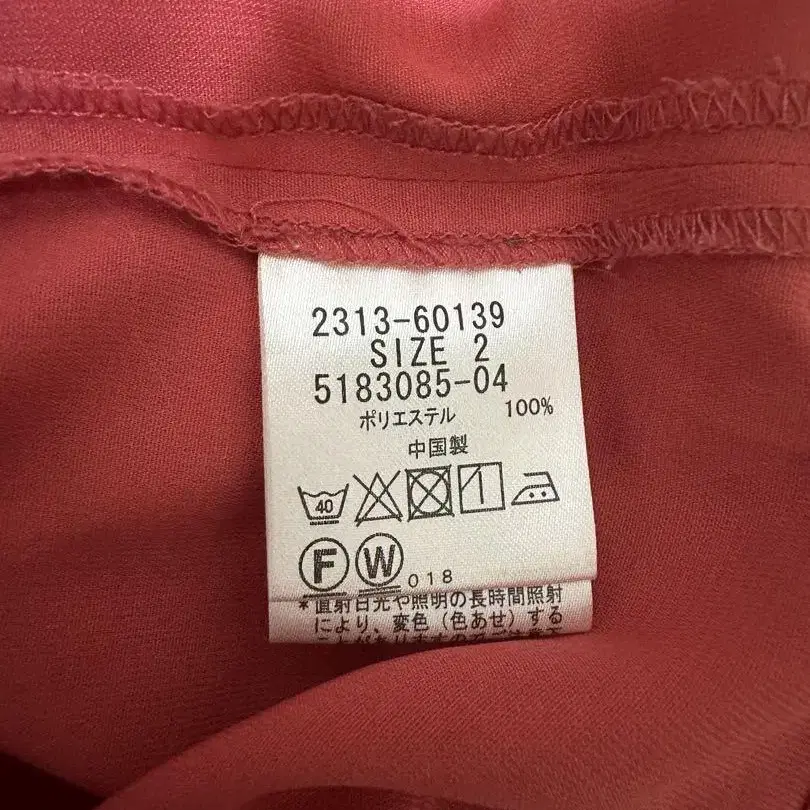 2313-60139
SIZE 2
5183085-04
ポリエステル 100%
中国製
40
F W 018
*直射日光や照明の長時間照射
により、変色（色あせ）する